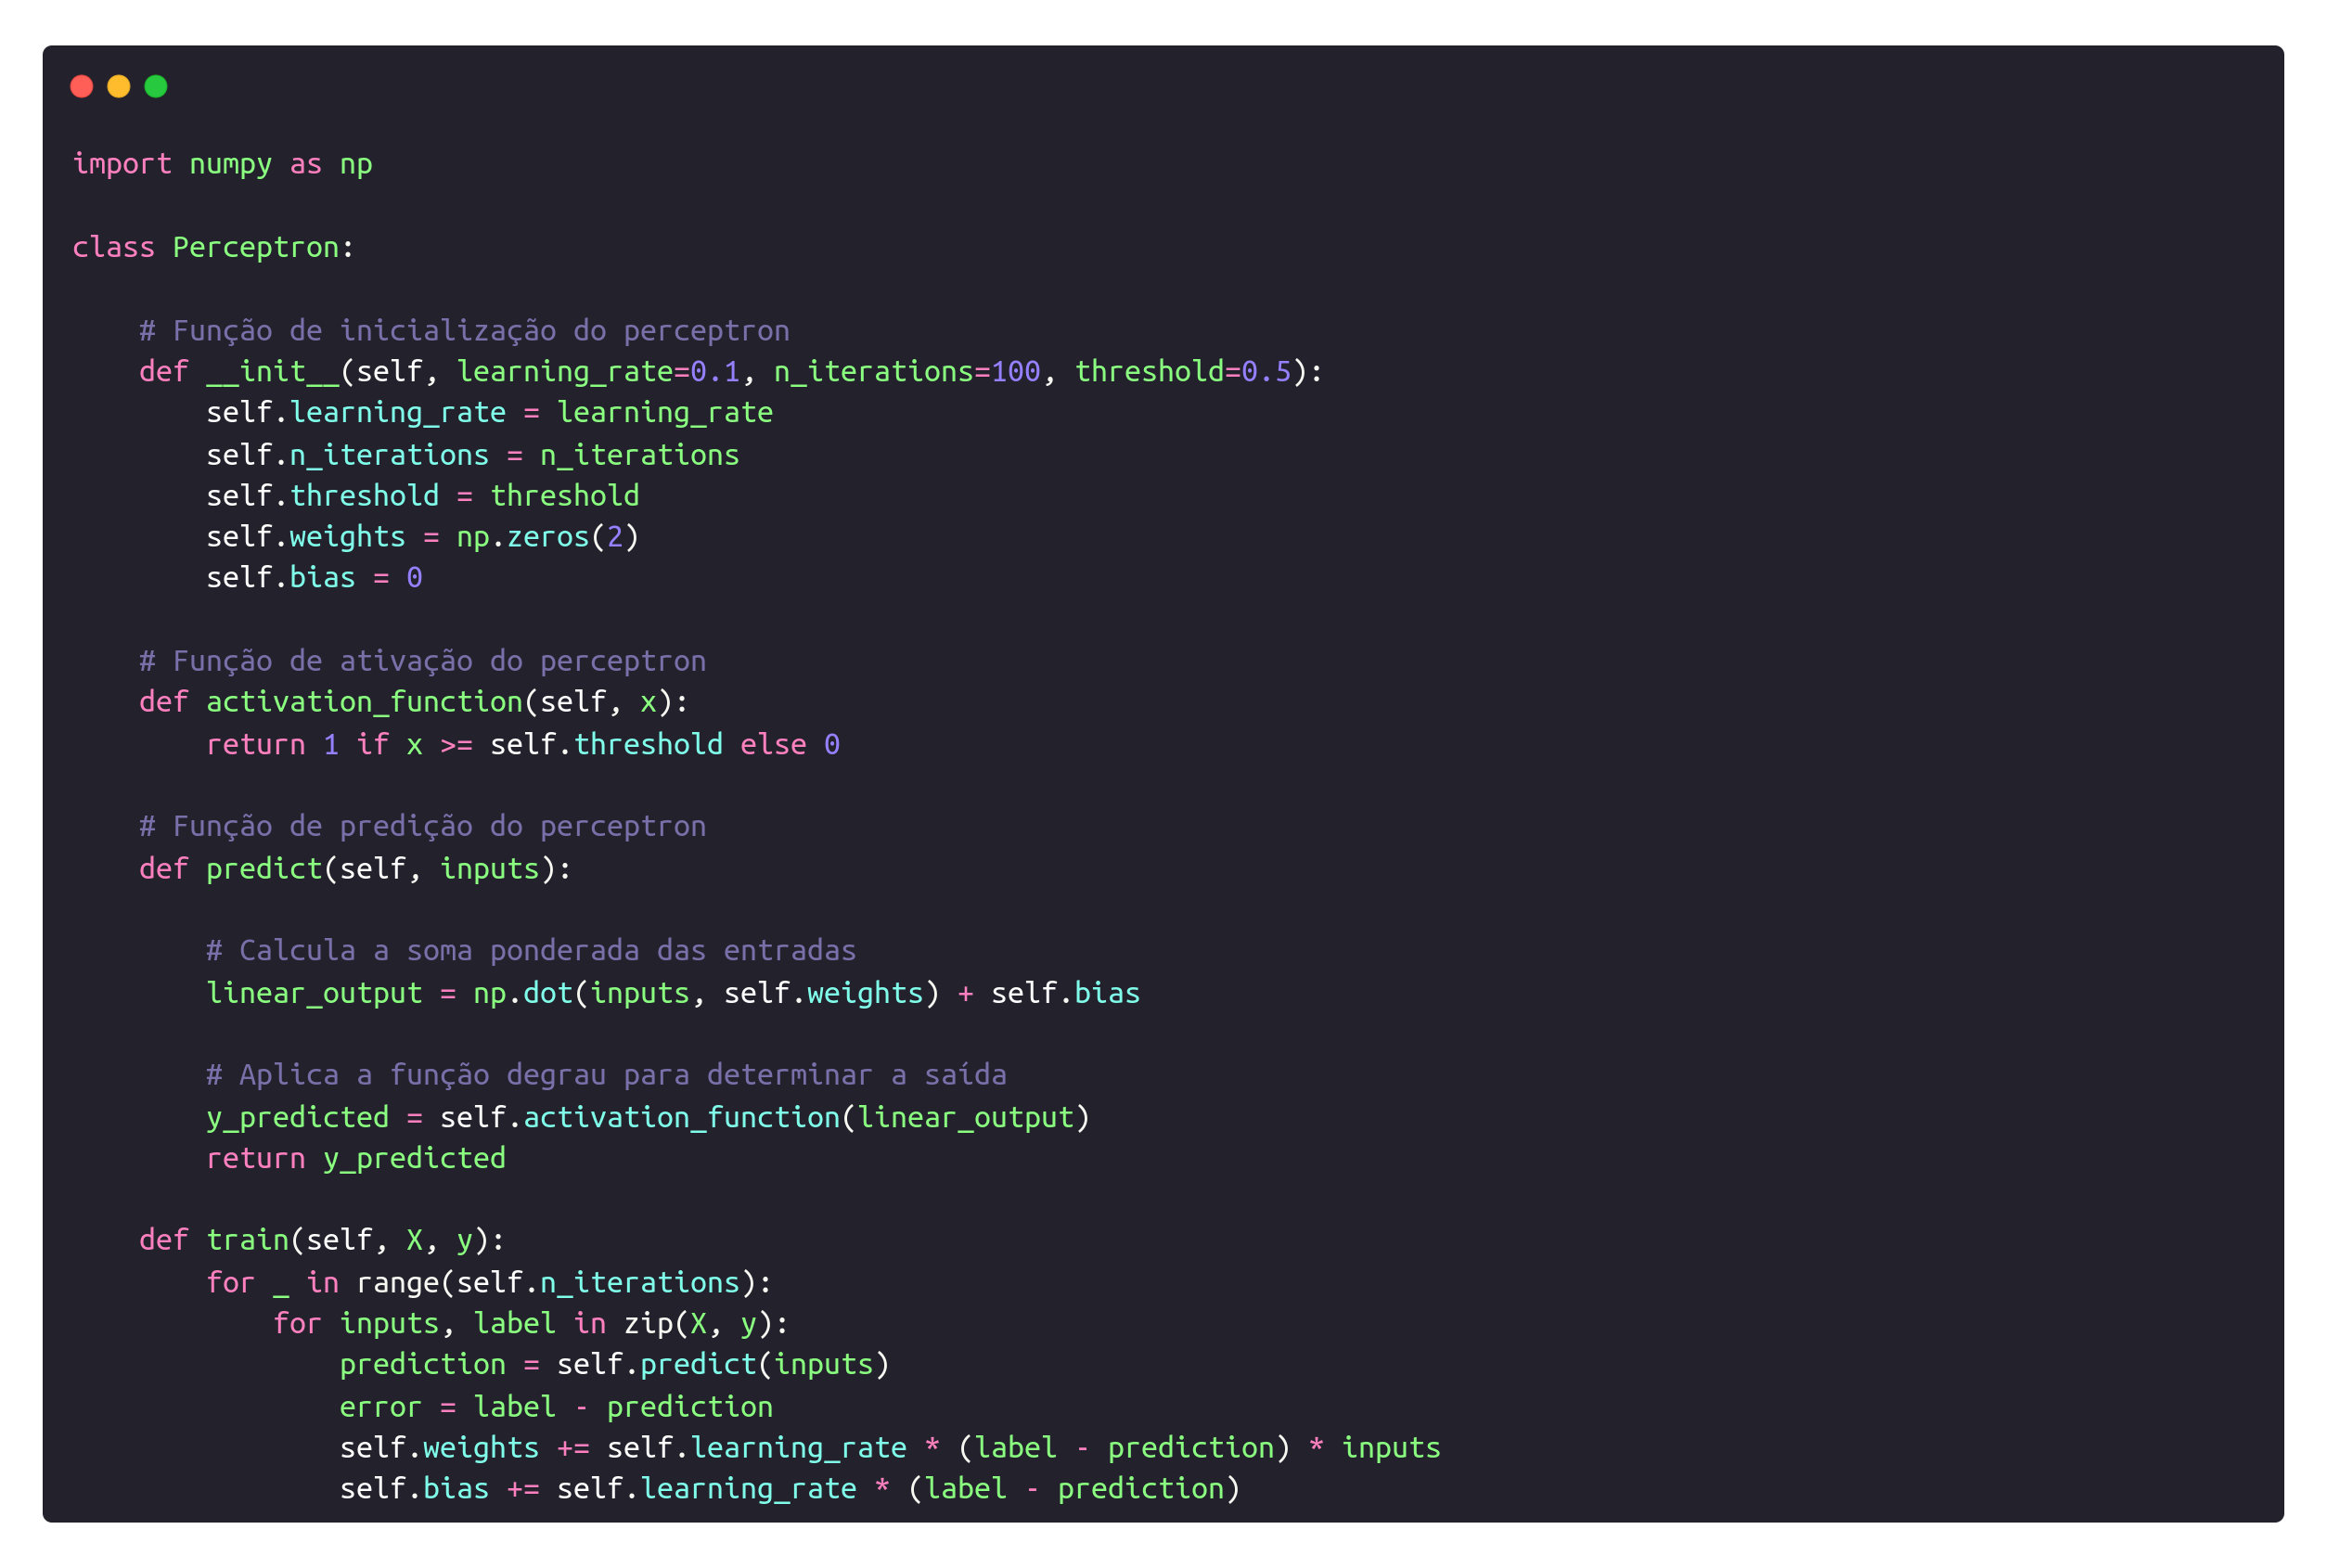 import numpy as np
class Perceptron:
# Função de inicialização do perceptron
def __init__(self, learning_rate=0.1, n_iterations=100, threshold=0.5):
self.learning_rate = learning_rate
self.n_iterations = n_iterations
self.threshold = threshold
self.weights = np.zeros(2)
self.bias = 0
# Função de ativação do perceptron
def activation_function(self, x):
return 1 if x >= self.threshold else 0
# Função de predição do perceptron
def predict(self, inputs):
# Calcula a soma ponderada das entradas
linear_output = np.dot(inputs, self.weights) + self.bias
# Aplica a função degrau para determinar a saída
y_predicted = self.activation_function(linear_output)
return y_predicted
def train(self, X, y):
for _ in range(self.n_iterations):
for inputs, label in zip(X, y):
prediction = self.predict(inputs)
error = label - prediction
self.weights += self.learning_rate * (label - prediction) * inputs
self.bias += self.learning_rate * (label - prediction)